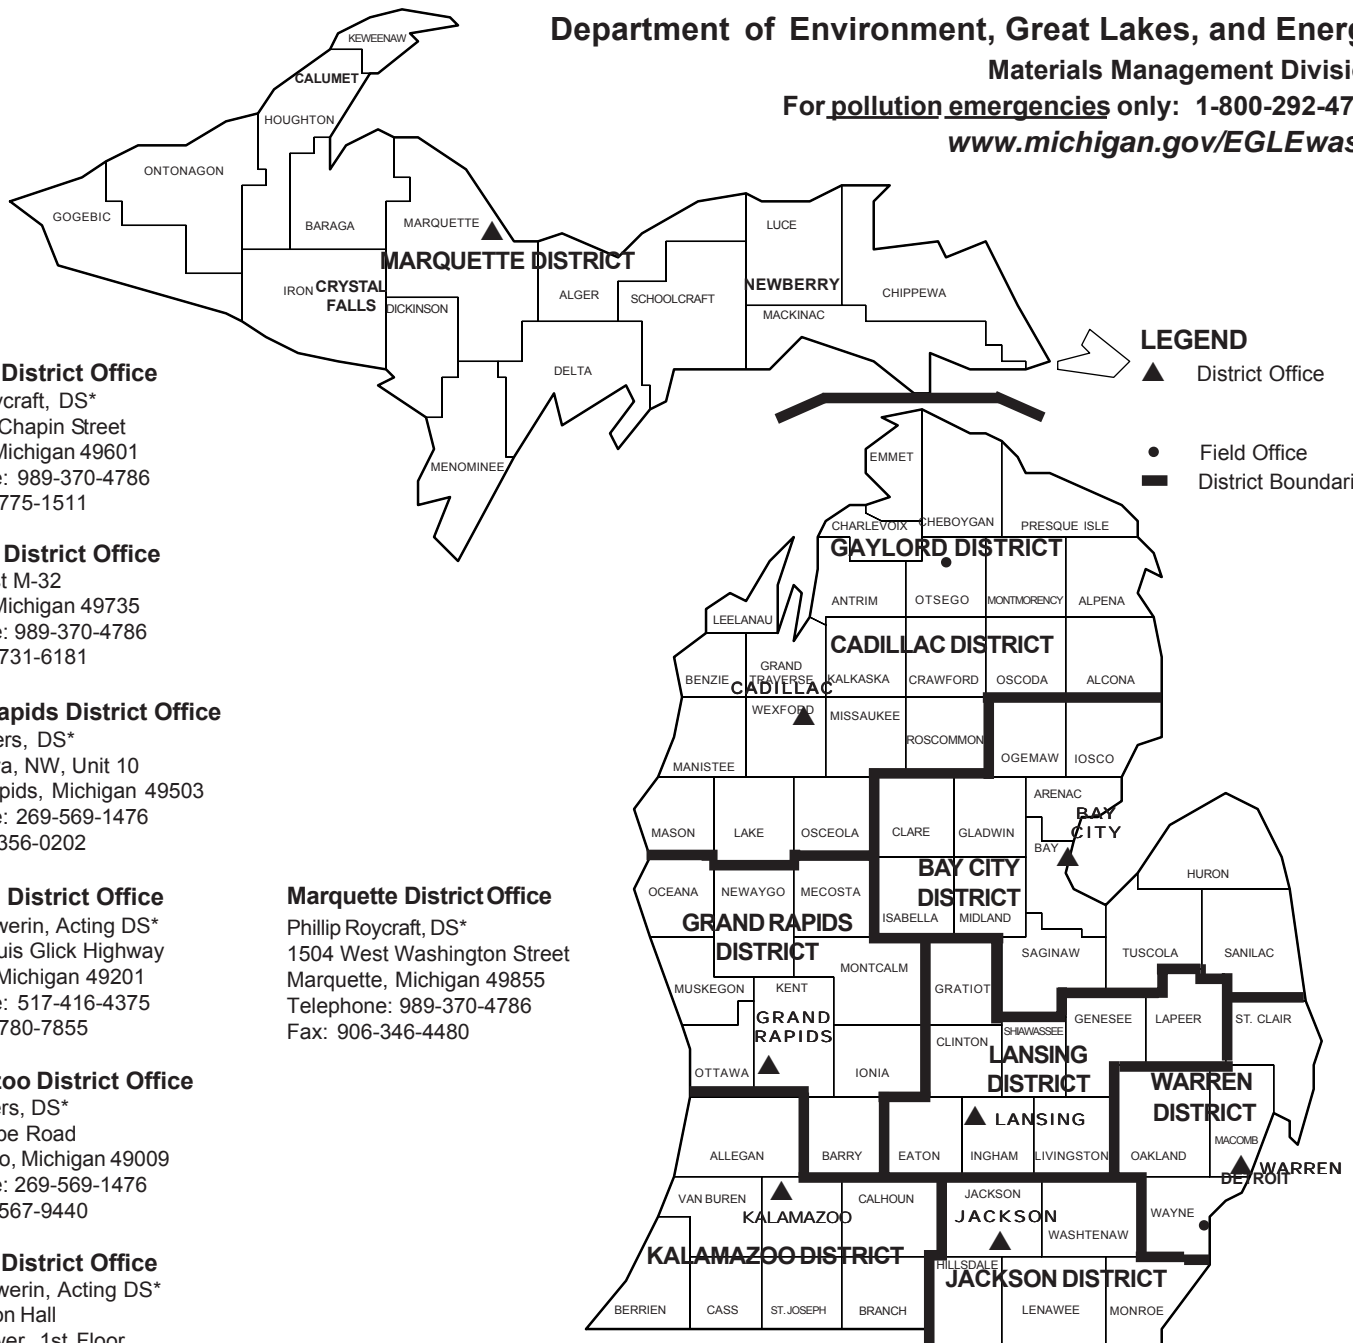 Department of Environment, Great Lakes, and Energ
Materials Management Divisi
For pollution emergencies only: 1-800-292-47
www.michigan.gov/EGLEwas
KEWEENAW
CALUMET
HOUGHTON
ONTONAGON
GOGEBIC
BARAGA
MARQUETTE
MARQUETTE DISTRICT
IRON
CRYSTAL
FALLS
DICKINSON
ALGER
SCHOOLCRAFT
LUCE
NEWBERRY
CHIPPEWA
MACKINAC
DELTA
MENOMINEE
LEGEND
District Office
Field Office
District Boundari
District Office
ycraft, DS*
Chapin Street
Michigan 49601
e: 989-370-4786
775-1511
District Office
st M-32
Michigan 49735
e: 989-370-4786
731-6181
apids District Office
ers, DS*
va, NW, Unit 10
pids, Michigan 49503
e: 269-569-1476
356-0202
District Office
werin, Acting DS*
uis Glick Highway
Michigan 49201
e: 517-416-4375
780-7855
zoo District Office
ers, DS*
be Road
o, Michigan 49009
e: 269-569-1476
567-9440
District Office
werin, Acting DS*
on Hall
wer, 1st Floor
Marquette District Office
Phillip Roycraft, DS*
1504 West Washington Street
Marquette, Michigan 49855
Telephone: 989-370-4786
Fax: 906-346-4480
EMMET
CHARLEVOIX
CHEBOYGAN
PRESQUE ISLE
GAYLORD DISTRICT
ANTRIM
OTSEGO
MONTMORENCY
ALPENA
LEELANAU
CADILLAC DISTRICT
BENZIE
GRAND
TRAVERSE
KALKASKA
CRAWFORD
OSCODA
ALCONA
CADILLAC
WEXFORD
MISSAUKEE
ROSCOMMON
OGEMAW
IOSCO
MANISTEE
ARENAC
MASON
LAKE
OSCEOLA
CLARE
GLADWIN
BAY
CITY
BAY
HURON
BAY CITY
DISTRICT
OCEANA
NEWAYGO
MECOSTA
ISABELLA
MIDLAND
GRAND RAPIDS
DISTRICT
SAGINAW
TUSCOLA
SANILAC
MONTCALM
MUSKEGON
KENT
GRATIOT
GRAND
RAPIDS
GENESEE
LAPEER
ST. CLAIR
SHIAWASSEE
CLINTON
LANSING
DISTRICT
OTTAWA
IONIA
WARREN
DISTRICT
LANSING
ALLEGAN
BARRY
EATON
INGHAM
LIVINGSTON
OAKLAND
MACOMB
WARREN
DETROIT
VAN BUREN
CALHOUN
JACKSON
KALAMAZOO
JACKSON
WASHTENAW
WAYNE
KALAMAZOO DISTRICT
HILLSDALE
JACKSON DISTRICT
BERRIEN
CASS
ST. JOSEPH
BRANCH
LENAWEE
MONROE